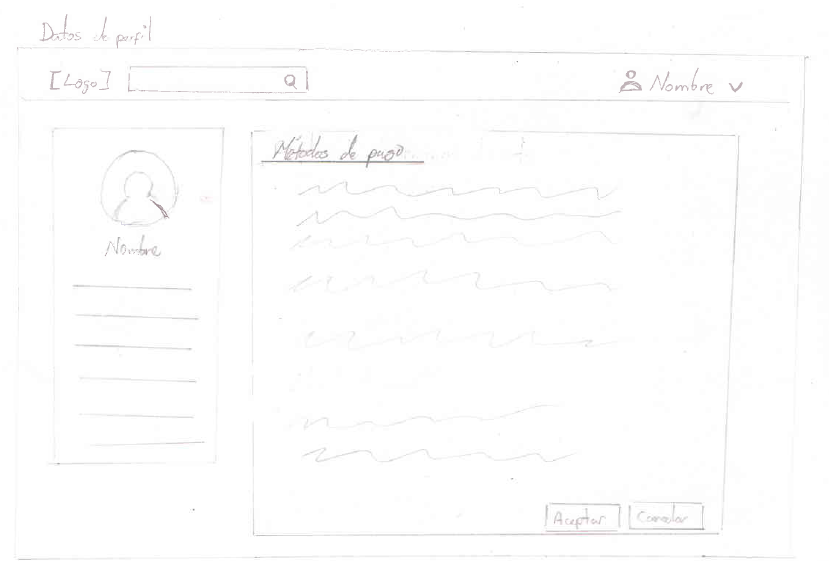 Datos de perfil
[Logo]
Nombre
Nombre
Métodos de pago
Aceptar
Cancelar